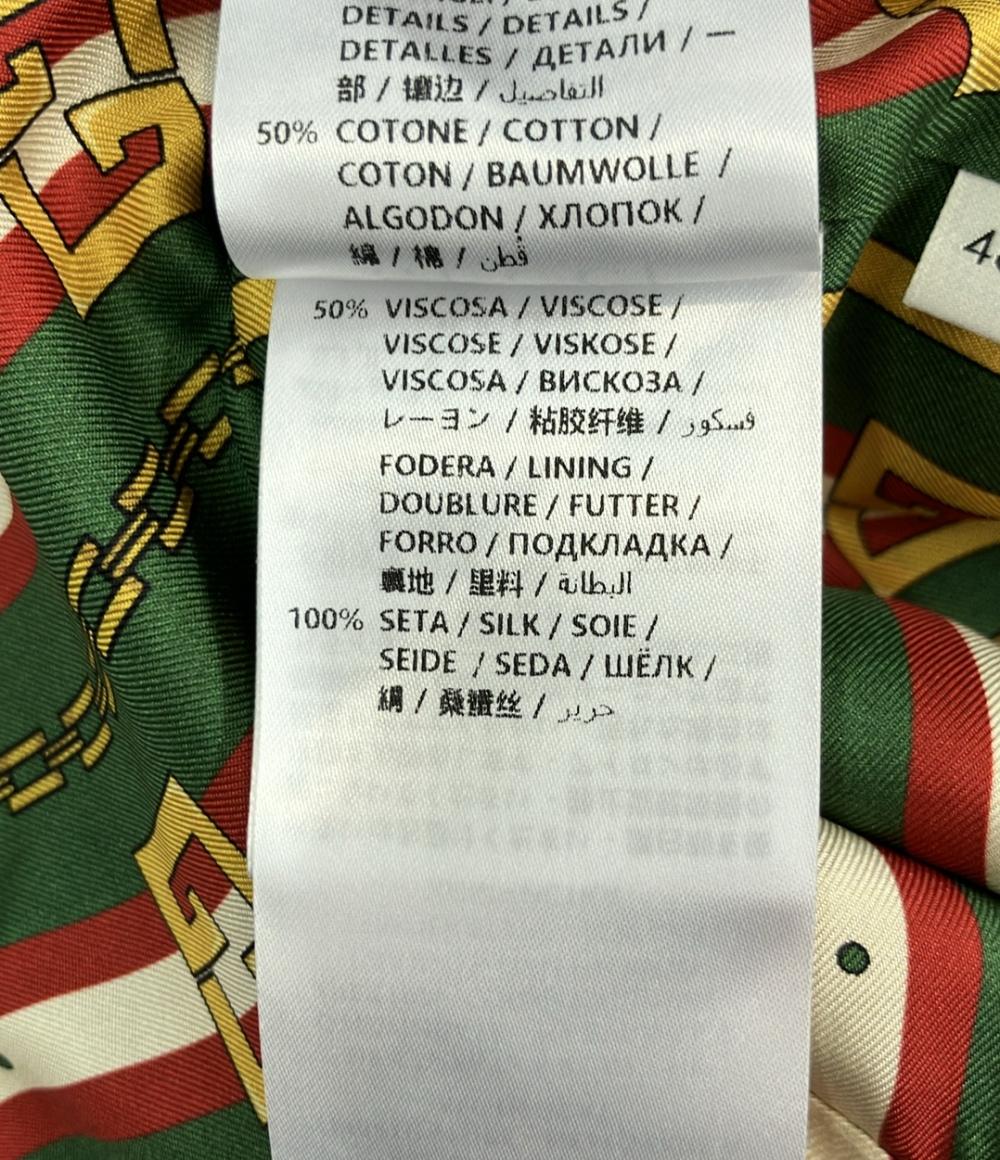 DETAILS / DETAILS /
DETALLES / ДЕТАЛИ / 一
部 / 镶边 / التفاصيل
50% COTONE / COTTON /
COTON / BAUMWOLLE /
ALGODON / ХЛОПОК /
綿 / 棉 / قطن
50% VISCOSA / VISCOSE /
VISCOSE / VISKOSE /
VISCOSA / ВИСКОЗА /
レーヨン / 粘胶纤维 / فسكوز
FODERA / LINING /
DOUBLURE / FUTTER /
FORRO / ПОДКЛАДКА /
裏地 / 里料 / البطانة
100% SETA / SILK / SOIE /
SEIDE / SEDA / ШЁЛК /
絹 / 桑蠶丝 / حرير